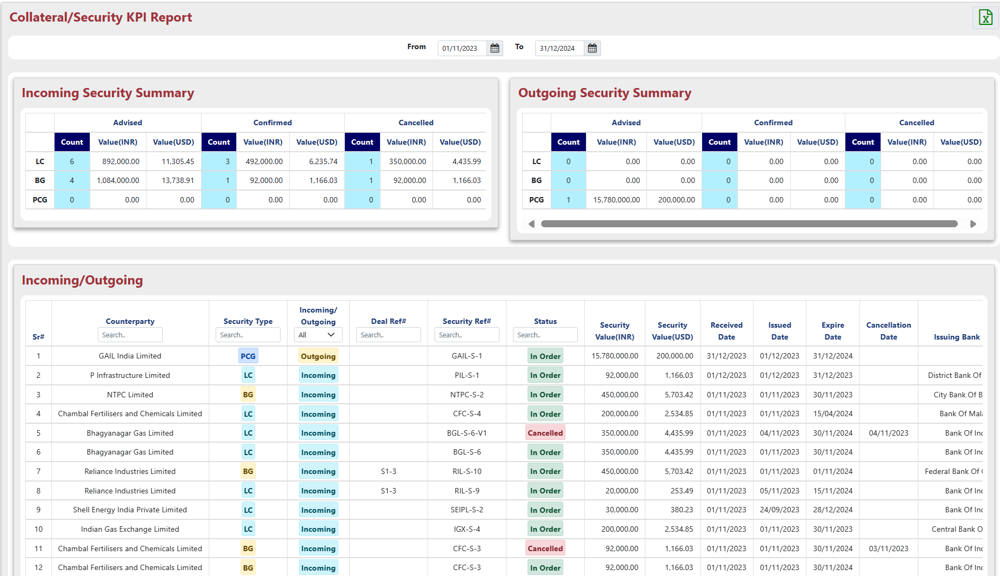 Collateral/Security KPI Report
From 01/11/2023 To 31/12/2024
Incoming Security Summary
Advised Confirmed Cancelled
Count Value(INR) Value(USD) Count Value(INR) Value(USD) Count Value(INR) Value(USD)
LC 6 892,000.00 11,305.45 3 492,000.00 6,235.74 1 350,000.00 4,435.99
BG 4 1,084,000.00 13,738.91 1 92,000.00 1,166.03 1 92,000.00 1,166.03
PCG 0 0.00 0.00 0 0.00 0.00 0 0.00 0.00
Outgoing Security Summary
Advised Confirmed Cancelled
Count Value(INR) Value(USD) Count Value(INR) Value(USD) Count Value(INR) Value(USD)
LC 0 0.00 0.00 0 0.00 0.00 0 0.00 0.00
BG 0 0.00 0.00 0 0.00 0.00 0 0.00 0.00
PCG 1 15,780,000.00 200,000.00 0 0.00 0.00 0 0.00 0.00
Incoming/Outgoing
Sr# Counterparty Security Type Incoming/ Outgoing Deal Ref# Security Ref# Status Security Value(INR) Security Value(USD) Received Date Issued Date Expire Date Cancellation Date Issuing Bank
Search.. Search.. All Search.. Search.. Search..
1 GAIL India Limited PCG Outgoing GAIL-S-1 In Order 15,780,000.00 200,000.00 31/12/2023 01/12/2023 31/12/2024
2 P Infrastructure Limited LC Incoming PIL-S-1 In Order 92,000.00 1,166.03 01/12/2023 01/12/2023 31/12/2023 District Bank Of
3 NTPC Limited BG Incoming NTPC-S-2 In Order 450,000.00 5,703.42 01/11/2023 01/11/2023 30/11/2023 City Bank Of B
4 Chambal Fertilisers and Chemicals Limited LC Incoming CFC-S-4 In Order 200,000.00 2,534.85 01/11/2023 01/11/2023 15/04/2024 Bank Of Mal
5 Bhagyanagar Gas Limited LC Incoming BGL-S-6-V1 Cancelled 350,000.00 4,435.99 01/11/2023 04/11/2023 30/11/2024 04/11/2023 Bank Of In
6 Bhagyanagar Gas Limited LC Incoming BGL-S-6 In Order 350,000.00 4,435.99 01/11/2023 01/11/2023 30/11/2024 Bank Of In
7 Reliance Industries Limited BG Incoming S1-3 RIL-S-10 In Order 450,000.00 5,703.42 01/11/2023 01/11/2023 01/11/2024 Federal Bank Of
8 Reliance Industries Limited LC Incoming S1-3 RIL-S-9 In Order 20,000.00 253.49 01/11/2023 05/11/2023 15/11/2023 Bank Of In
9 Shell Energy India Private Limited LC Incoming SEIPL-S-2 In Order 30,000.00 380.23 01/11/2023 24/09/2023 28/12/2024 Bank Of In
10 Indian Gas Exchange Limited LC Incoming IGX-S-4 In Order 200,000.00 2,534.85 01/11/2023 01/11/2023 30/11/2023 Central Bank O
11 Chambal Fertilisers and Chemicals Limited BG Incoming CFC-S-3 Cancelled 92,000.00 1,166.03 01/11/2023 01/11/2023 30/11/2024 03/11/2023 Bank Of In
12 Chambal Fertilisers and Chemicals Limited BG Incoming CFC-S-3 In Order 92,000.00 1,166.03 01/11/2023 01/11/2023 30/11/2024 Bank Of In